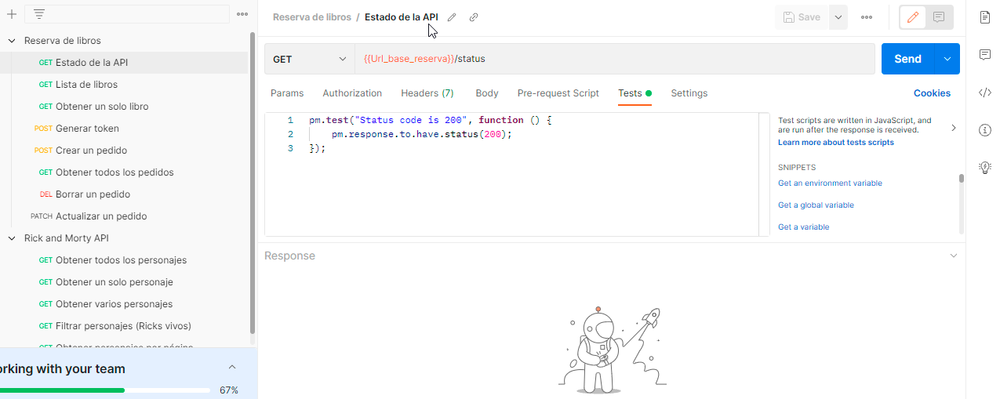 Reserva de libros
GET Estado de la API
GET Lista de libros
GET Obtener un solo libro
POST Generar token
POST Crear un pedido
GET Obtener todos los pedidos
DEL Borrar un pedido
PATCH Actualizar un pedido
Rick and Morty API
GET Obtener todos los personajes
GET Obtener un solo personaje
GET Obtener varios personajes
GET Filtrar personajes (Ricks vivos)
GET Obtener personajes por página
orking with your team
67%
Reserva de libros / Estado de la API
Save
GET {{Url_base_reserva}}/status
Send
Params Authorization Headers (7) Body Pre-request Script Tests Settings
Cookies
1 pm.test("Status code is 200", function () {
2 pm.response.to.have.status(200);
3 });
Test scripts are written in JavaScript, and
are run after the response is received.
Learn more about tests scripts
SNIPPETS
Get an environment variable
Get a global variable
Get a variable
Response